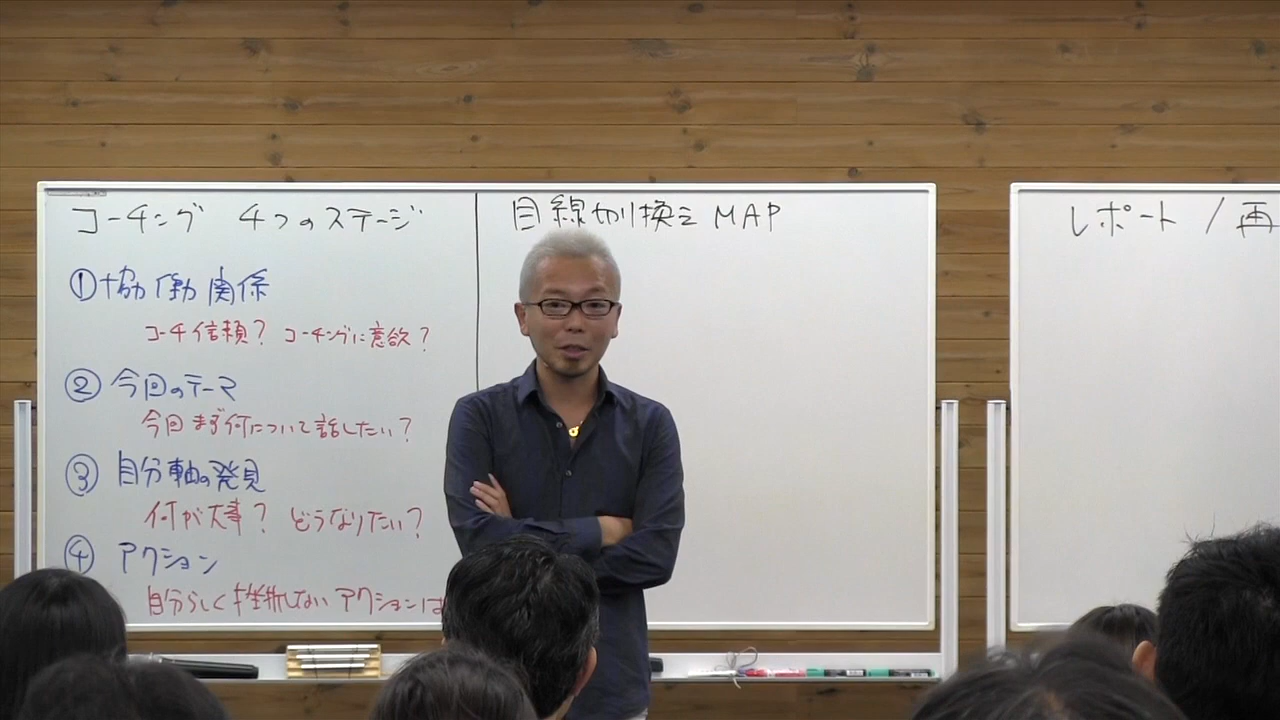 コーチング 4つのステージ
①協働関係
コーチ信頼? コーチングに意欲?
②今回のテーマ
今回まず何について話したい?
③自分軸の発見
何が大事? どうなりたい?
④アクション
自分らしく挫折しないアクションは
目線切り換え MAP
レポート / 再